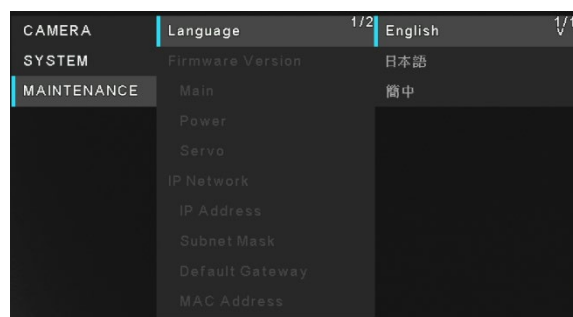 CAMERA
SYSTEM
MAINTENANCE
Language 1/2
Firmware Version
Main
Power
Servo
IP Network
IP Address
Subnet Mask
Default Gateway
MAC Address
English 1/1
日本語
簡中